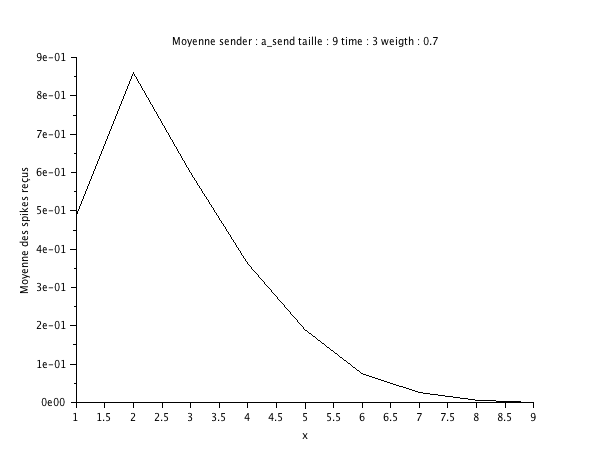 Moyenne sender : a_send taille : 9 time : 3 weigth : 0.7
9e-01
8e-01
7e-01
6e-01
5e-01
4e-01
3e-01
2e-01
1e-01
0e00
Moyenne des spikes reçus
1 1.5 2 2.5 3 3.5 4 4.5 5 5.5 6 6.5 7 7.5 8 8.5 9
x